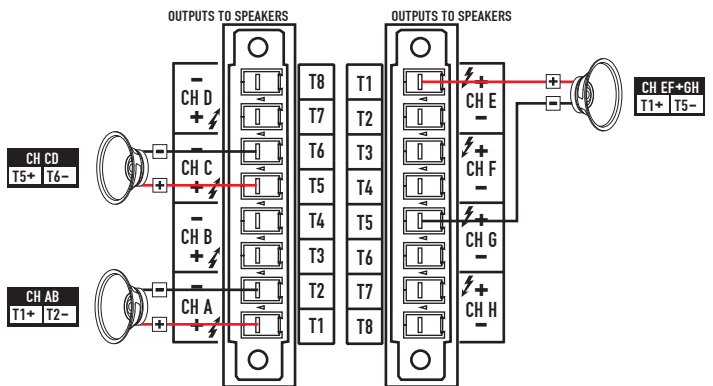 OUTPUTS TO SPEAKERS
OUTPUTS TO SPEAKERS
−
CH D
+
−
CH C
+
−
CH B
+
−
CH A
+
T8
T7
T6
T5
T4
T3
T2
T1
T1
T2
T3
T4
T5
T6
T7
T8
+
CH E
−
+
CH F
−
+
CH G
−
+
CH H
−
−
+
CH CD
T5+ T6−
−
+
CH AB
T1+ T2−
+
−
CH EF+GH
T1+ T5−